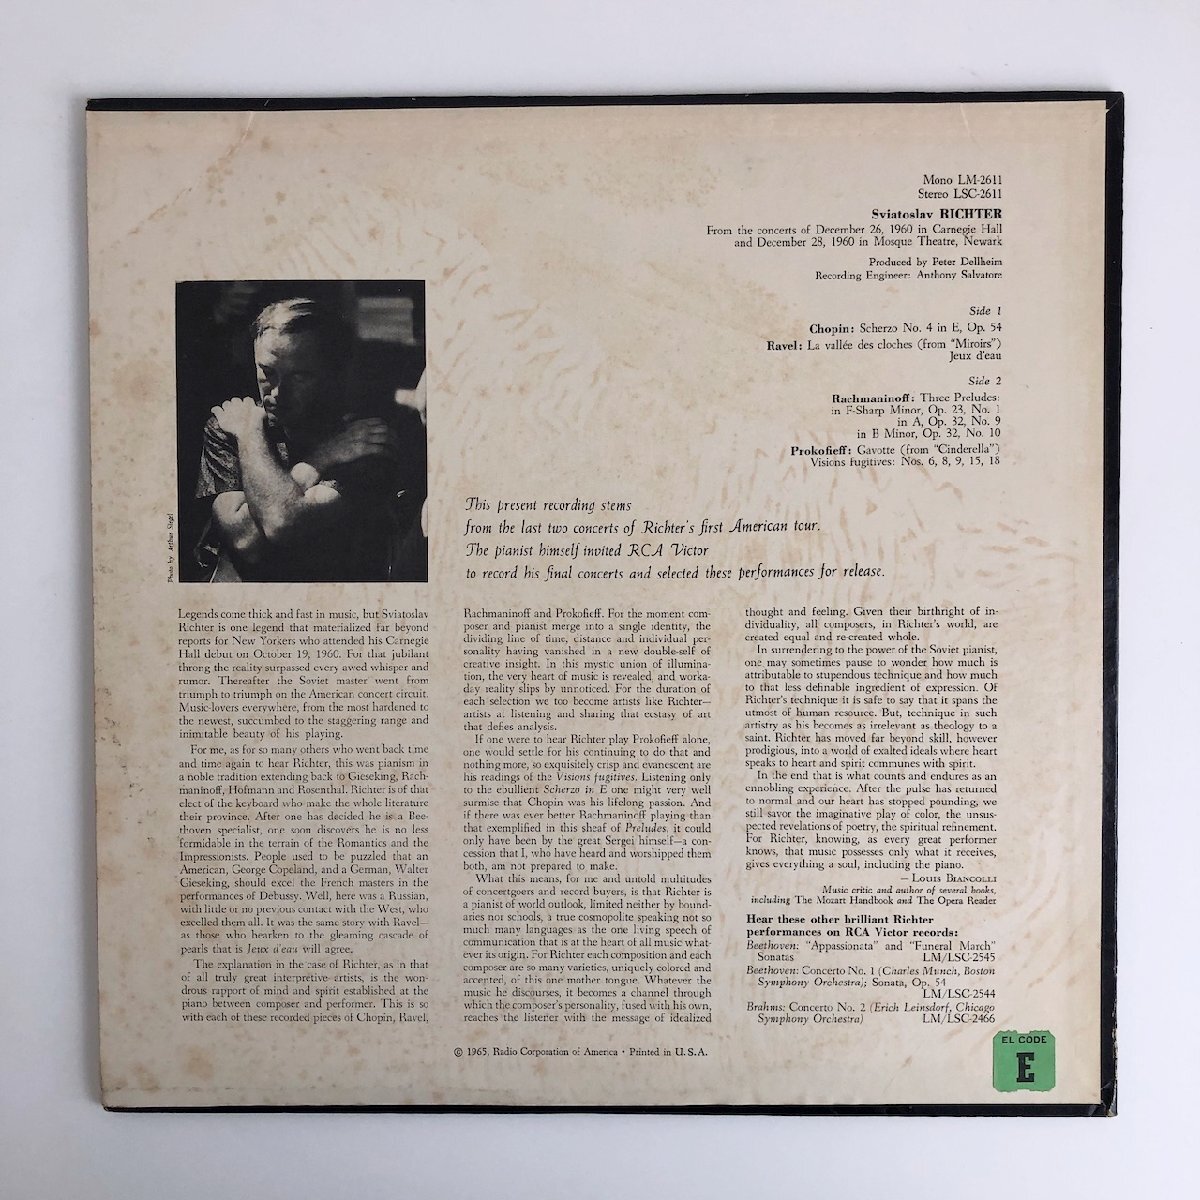 Mono LM-2611
Stereo LSC-2611
Sviatoslav RICHTER
From the concerts of December 26, 1960 in Carnegie Hall
and December 28, 1960 in Mosque Theatre, Newark
Produced by Peter Dellheim
Recording Engineer: Anthony Salvatore
Side 1
Chopin: Scherzo No. 4 in E, Op. 54
Ravel: La vallée des cloches (from "Miroirs")
Jeux d'eau
Side 2
Rachmaninoff: Three Preludes:
in F-Sharp Minor, Op. 23, No. 1
in A, Op. 32, No. 9
in B Minor, Op. 32, No. 10
Prokofieff: Gavotte (from "Cinderella")
Visions fugitives: Nos. 6, 8, 9, 15, 18
Photo by Arthur Siegel
This present recording stems
from the last two concerts of Richter's first American tour.
The pianist himself invited RCA Victor
to record his final concerts and selected these performances for release.
Legends come thick and fast in music, but Sviatoslav
Richter is one legend that materialized far beyond
reports for New Yorkers who attended his Carnegie
Hall debut on October 19, 1960. For that jubilant
throng the reality surpassed every awed whisper and
rumor. Thereafter the Soviet master went from
triumph to triumph on the American concert circuit.
Music-lovers everywhere, from the most hardened to
the newest, succumbed to the staggering range and
inimitable beauty of his playing.
For me, as for so many others who went back time
and time again to hear Richter, this was pianism in
a noble tradition extending back to Gieseking, Rach-
maninoff, Hofmann and Rosenthal. Richter is of that
elect of the keyboard who make the whole literature
their province. After one has decided he is a Bee-
thoven specialist, one soon discovers he is no less
formidable in the terrain of the Romantics and the
Impressionists. People used to be puzzled that an
American, George Copeland, and a German, Walter
Gieseking, should excel the French masters in the
performances of Debussy. Well, here was a Russian,
with little or no previous contact with the West, who
excelled them all. It was the same story with Ravel—
as those who hearken to the gleaming cascade of
pearls that is Jeux d'eau will agree.
The explanation in the case of Richter, as in that
of all truly great interpretive artists, is the won-
drous rapport of mind and spirit established at the
piano between composer and performer. This is so
with each of these recorded pieces of Chopin, Ravel,
Rachmaninoff and Prokofieff. For the moment com-
poser and pianist merge into a single identity, the
dividing line of time, distance and individual per-
sonality having vanished in a new double-self of
creative insight. In this mystic union of illumina-
tion, the very heart of music is revealed, and worka-
day reality slips by unnoticed. For the duration of
each selection we too become artists like Richter—
artists at listening and sharing that ecstasy of art
that defies analysis.
If one were to hear Richter play Prokofieff alone,
one would settle for his continuing to do that and
nothing more, so exquisitely crisp and evanescent are
his readings of the Visions fugitives. Listening only
to the ebullient Scherzo in E one might very well
surmise that Chopin was his lifelong passion. And
if there was ever better Rachmaninoff playing than
that exemplified in this sheaf of Preludes, it could
only have been by the great Sergei himself—a con-
cession that I, who have heard and worshipped them
both, am not prepared to make.
What this means, for me and untold multitudes
of concertgoers and record buyers, is that Richter is
a pianist of world outlook, limited neither by bound-
aries nor schools, a true cosmopolite speaking not so
much many languages as the one living speech of
communication that is at the heart of all music what-
ever its origin. For Richter each composition and each
composer are so many varieties, uniquely colored and
accented, of this one mother tongue. Whatever the
music he discourses, it becomes a channel through
which the composer's personality, fused with his own,
reaches the listener with the message of idealized
thought and feeling. Given their birthright of in-
dividuality, all composers, in Richter's world, are
created equal and re-created whole.
In surrendering to the power of the Soviet pianist,
one may sometimes pause to wonder how much is
attributable to stupendous technique and how much
to that less definable ingredient of expression. Of
Richter's technique it is safe to say that it spans the
utmost of human resource. But, technique in such
artistry as his becomes as irrelevant as theology to a
saint. Richter has moved far beyond skill, however
prodigious, into a world of exalted ideals where heart
speaks to heart and spirit communes with spirit.
In the end that is what counts and endures as an
ennobling experience. After the pulse has returned
to normal and our heart has stopped pounding, we
still savor the imaginative play of color, the unsus-
pected revelations of poetry, the spiritual refinement.
For Richter, knowing, as every great performer
knows, that music possesses only what it receives,
gives everything a soul, including the piano.
— Louis Biancolli
Music critic and author of several books,
including The Mozart Handbook and The Opera Reader
Hear these other brilliant Richter
performances on RCA Victor records:
Beethoven: "Appassionata" and "Funeral March"
Sonatas LM/LSC-2545
Beethoven: Concerto No. 1 (Charles Munch, Boston
Symphony Orchestra); Sonata, Op. 54
LM/LSC-2544
Brahms: Concerto No. 2 (Erich Leinsdorf, Chicago
Symphony Orchestra) LM/LSC-2466
© 1965, Radio Corporation of America • Printed in U.S.A.
EL CODE
E